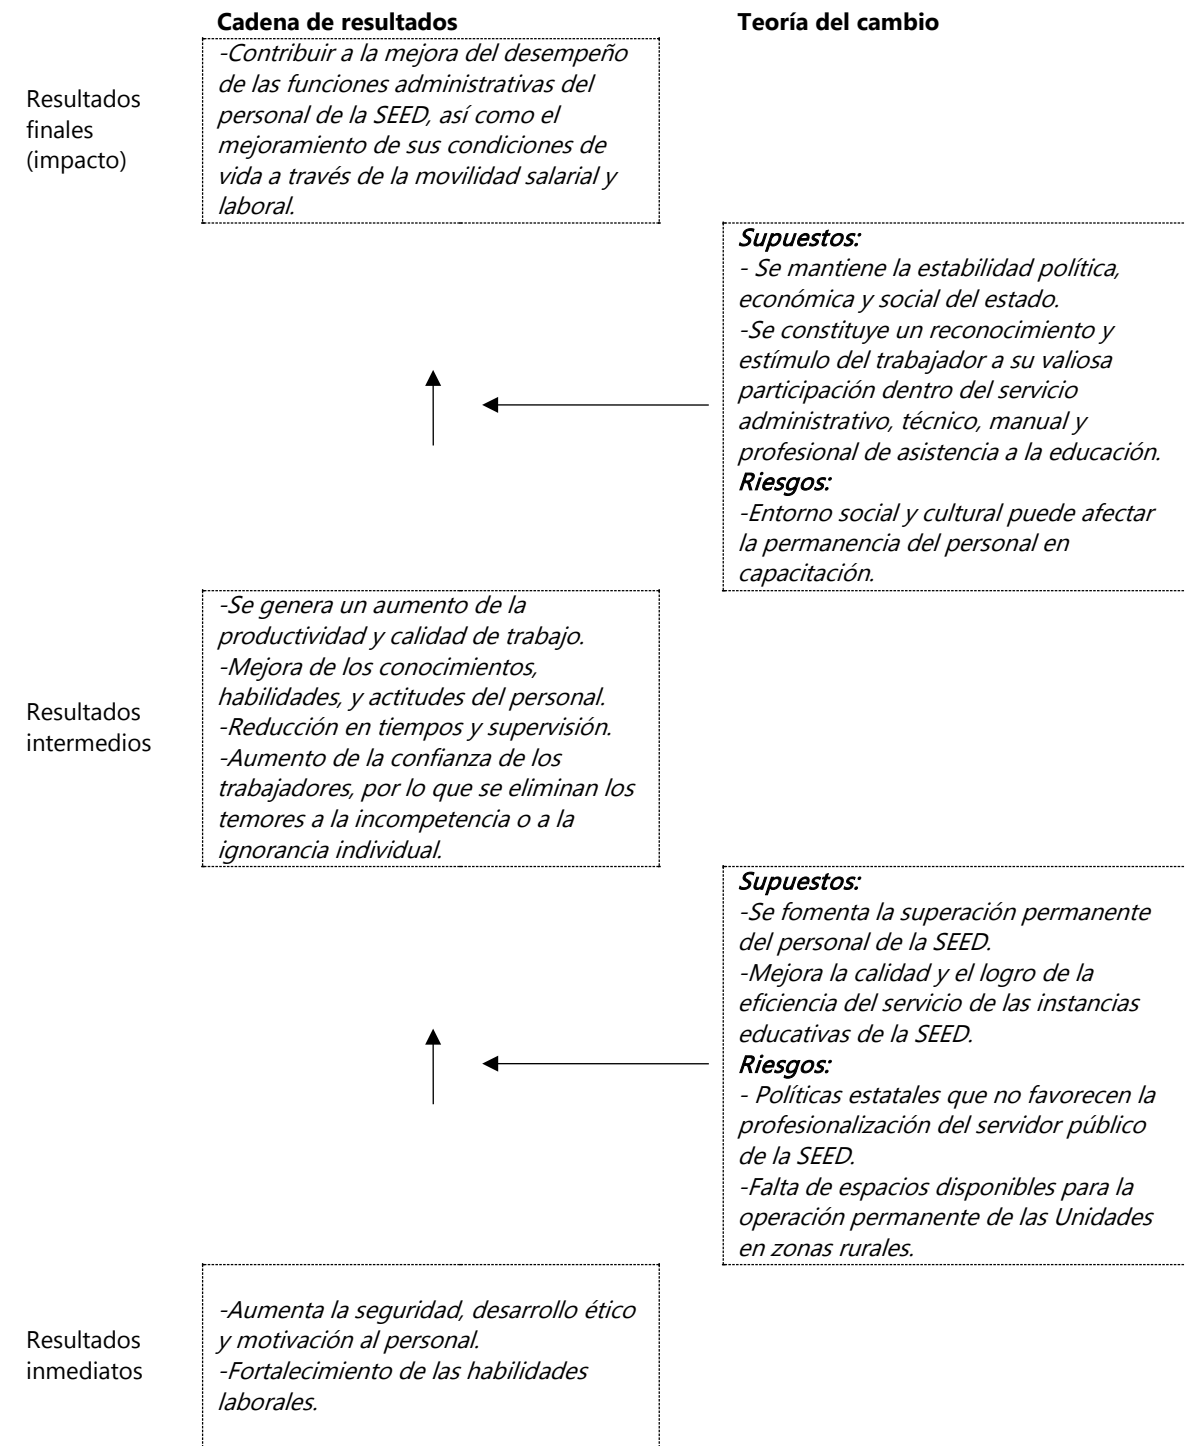 Cadena de resultados
Teoría del cambio
Resultados
finales
(impacto)
-Contribuir a la mejora del desempeño
de las funciones administrativas del
personal de la SEED, así como el
mejoramiento de sus condiciones de
vida a través de la movilidad salarial y
laboral.
Supuestos:
- Se mantiene la estabilidad política,
económica y social del estado.
-Se constituye un reconocimiento y
estímulo del trabajador a su valiosa
participación dentro del servicio
administrativo, técnico, manual y
profesional de asistencia a la educación.
Riesgos:
-Entorno social y cultural puede afectar
la permanencia del personal en
capacitación.
Resultados
intermedios
-Se genera un aumento de la
productividad y calidad de trabajo.
-Mejora de los conocimientos,
habilidades, y actitudes del personal.
-Reducción en tiempos y supervisión.
-Aumento de la confianza de los
trabajadores, por lo que se eliminan los
temores a la incompetencia o a la
ignorancia individual.
Supuestos:
-Se fomenta la superación permanente
del personal de la SEED.
-Mejora la calidad y el logro de la
eficiencia del servicio de las instancias
educativas de la SEED.
Riesgos:
- Políticas estatales que no favorecen la
profesionalización del servidor público
de la SEED.
-Falta de espacios disponibles para la
operación permanente de las Unidades
en zonas rurales.
Resultados
inmediatos
-Aumenta la seguridad, desarrollo ético
y motivación al personal.
-Fortalecimiento de las habilidades
laborales.